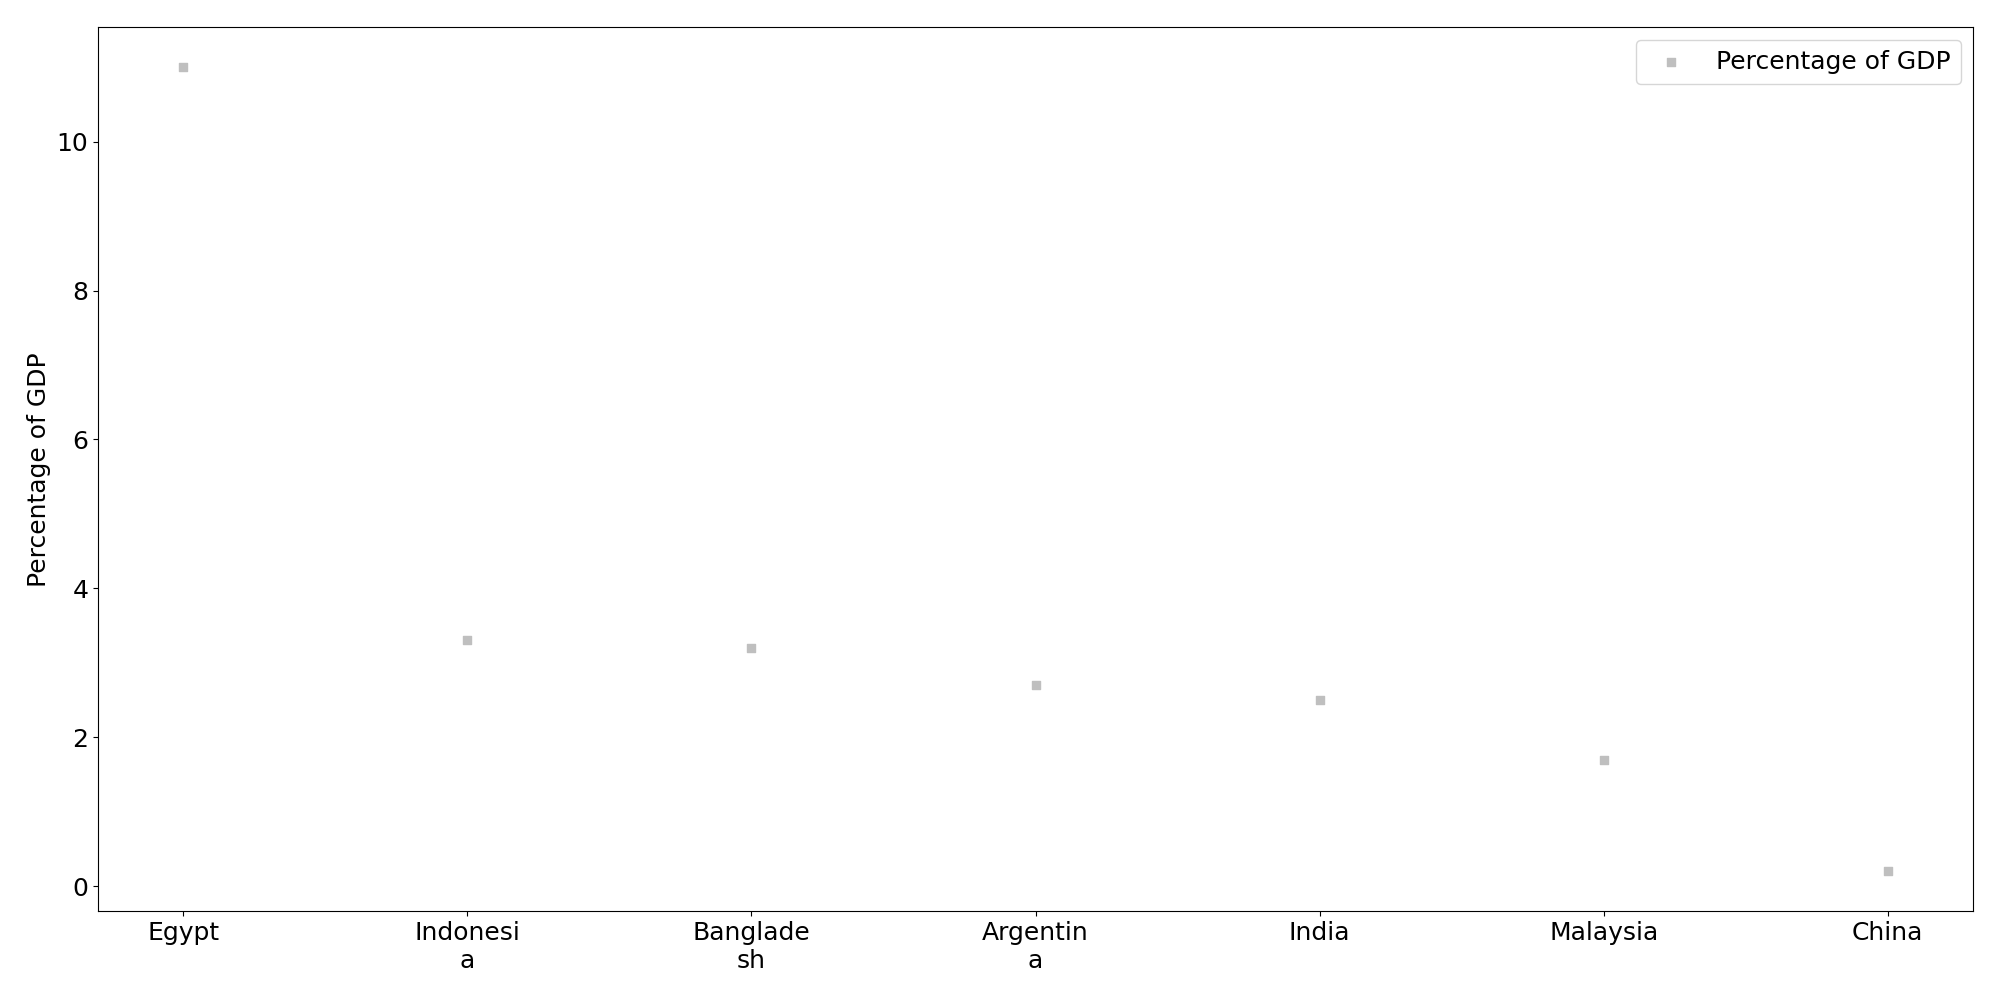 Percentage of GDP
Percentage of GDP
10
8
6
4
2
0
Egypt
Indonesi
a
Banglade
sh
Argentin
a
India
Malaysia
China